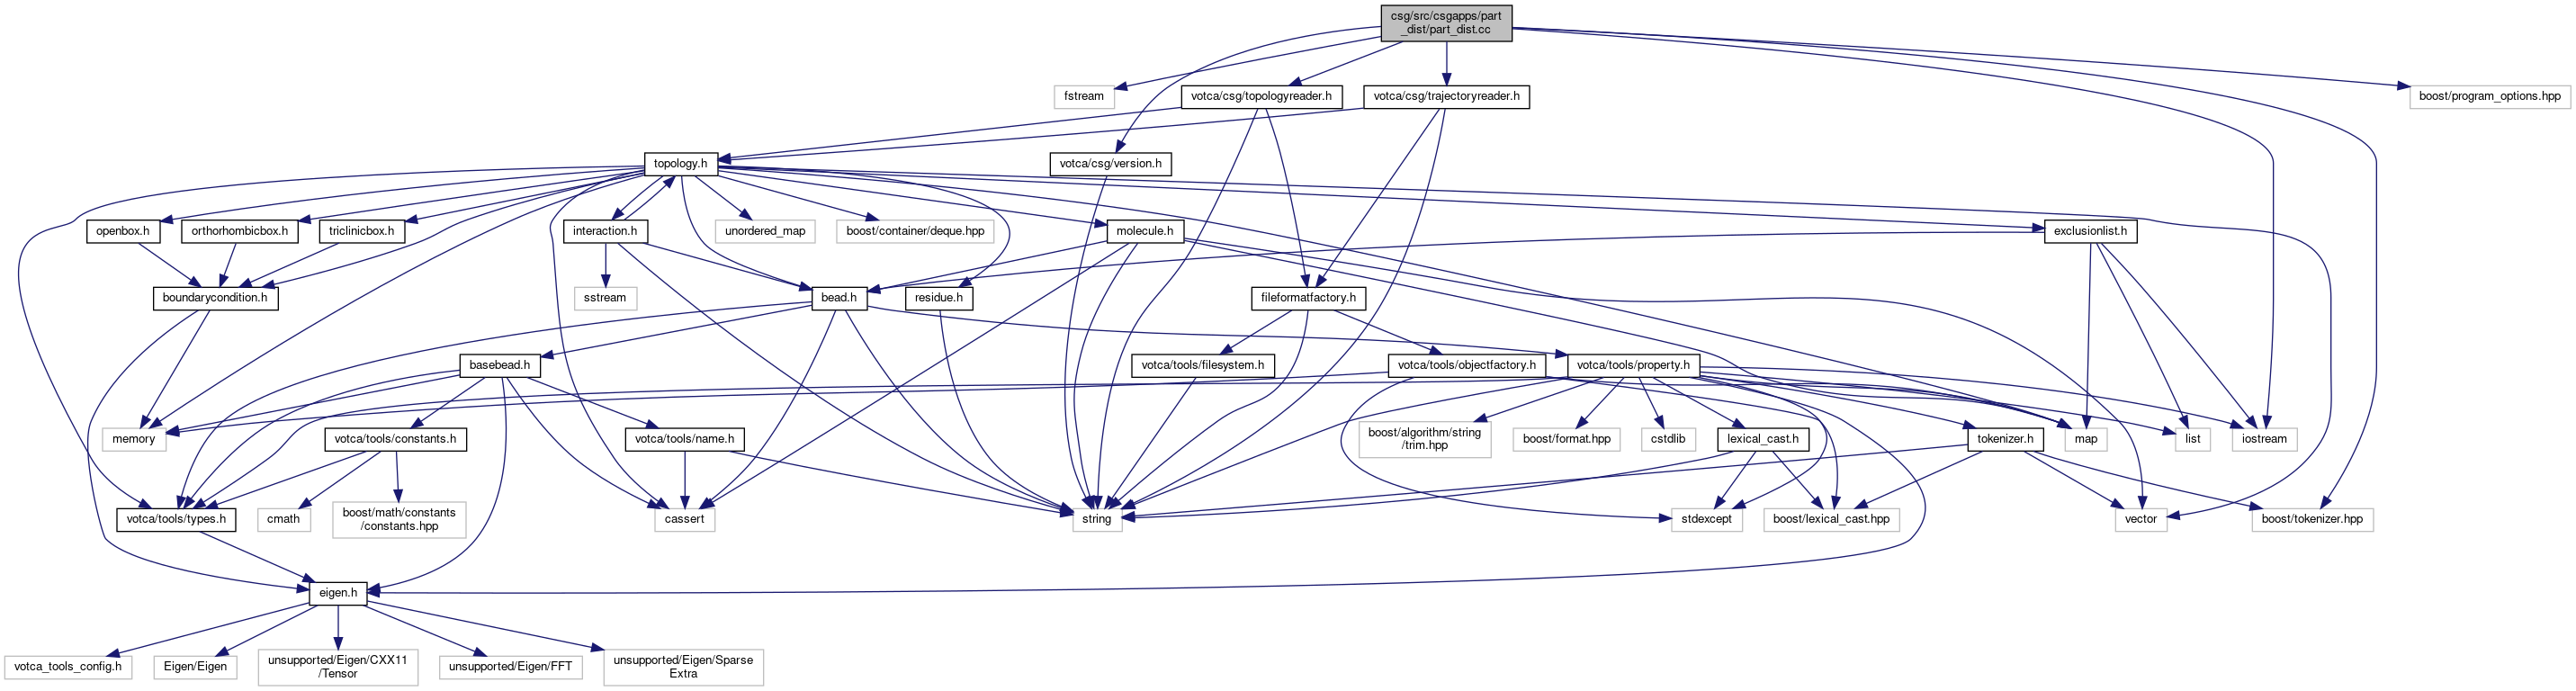 csg/src/csgapps/part
_dist/part_dist.cc
fstream
votca/csg/topologyreader.h
votca/csg/trajectoryreader.h
boost/program_options.hpp
topology.h
votca/csg/version.h
openbox.h
orthorhombicbox.h
triclinicbox.h
interaction.h
unordered_map
boost/container/deque.hpp
molecule.h
exclusionlist.h
boundarycondition.h
sstream
bead.h
residue.h
fileformatfactory.h
basebead.h
votca/tools/filesystem.h
votca/tools/objectfactory.h
votca/tools/property.h
memory
votca/tools/constants.h
votca/tools/name.h
boost/algorithm/string
/trim.hpp
boost/format.hpp
cstdlib
lexical_cast.h
tokenizer.h
map
list
iostream
votca/tools/types.h
cmath
boost/math/constants
/constants.hpp
cassert
string
stdexcept
boost/lexical_cast.hpp
vector
boost/tokenizer.hpp
eigen.h
votca_tools_config.h
Eigen/Eigen
unsupported/Eigen/CXX11
/Tensor
unsupported/Eigen/FFT
unsupported/Eigen/Sparse
Extra